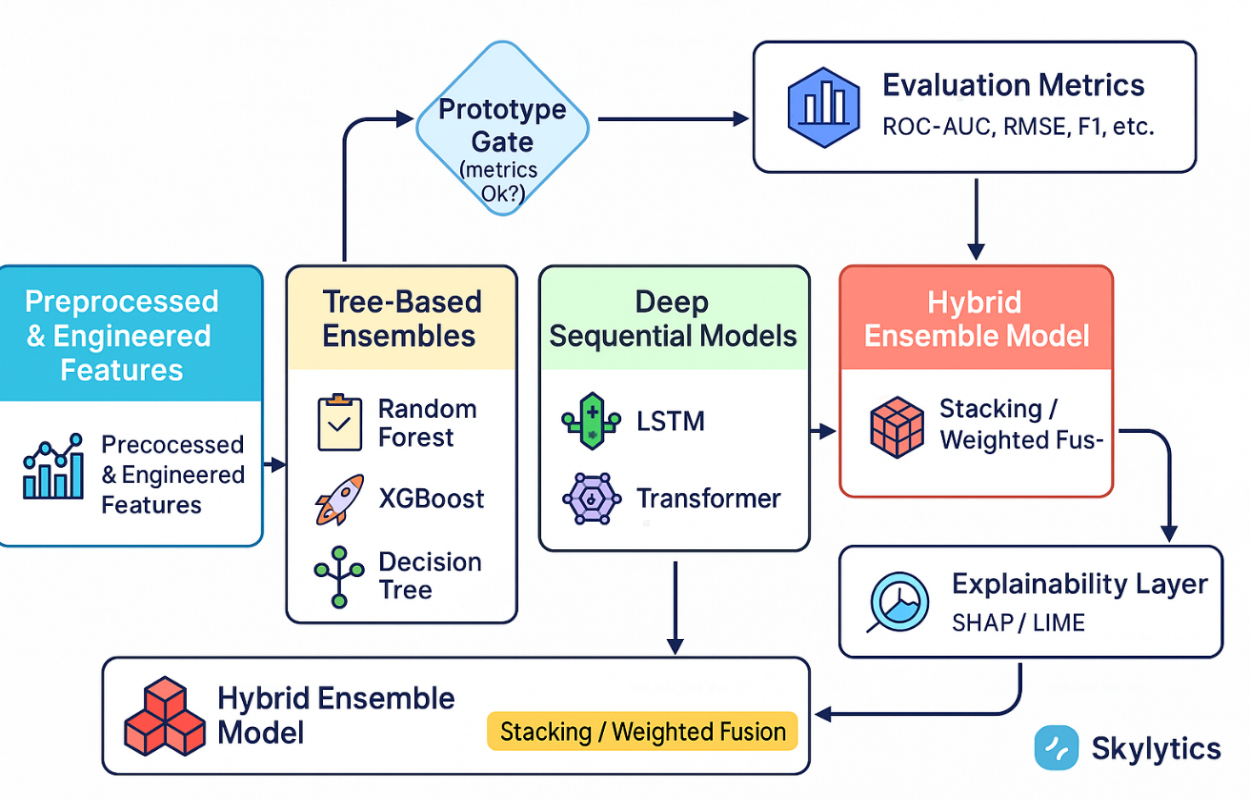 Prototype
Gate
(metrics
Ok?)
Evaluation Metrics
ROC-AUC, RMSE, F1, etc.
Preprocessed
& Engineered
Features
Precocessed
& Engineered
Features
Tree-Based
Ensembles
Random
Forest
XGBoost
Decision
Tree
Deep
Sequential Models
LSTM
Transformer
Hybrid
Ensemble Model
Stacking /
Weighted Fus-
Explainability Layer
SHAP / LIME
Hybrid Ensemble
Model
Stacking / Weighted Fusion
Skylytics